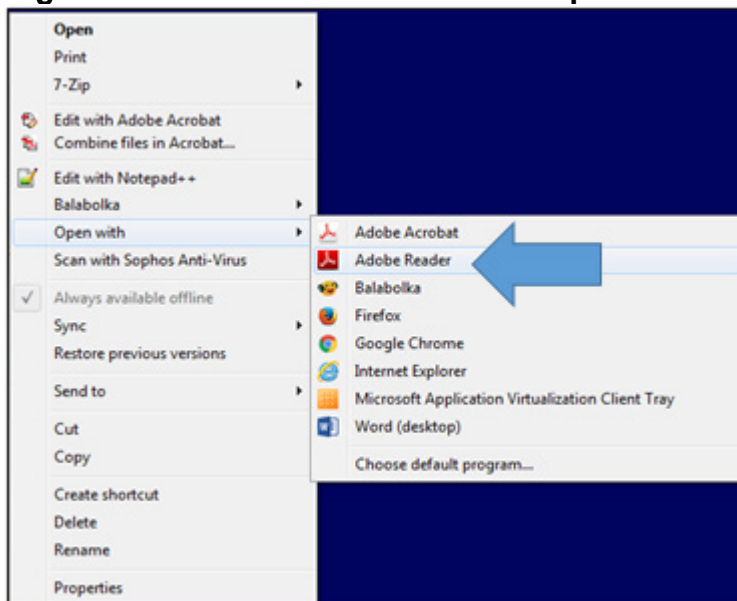 Open
Print
7-Zip
Edit with Adobe Acrobat
Combine files in Acrobat...
Edit with Notepad++
Balabolka
Open with
Scan with Sophos Anti-Virus
Always available offline
Sync
Restore previous versions
Send to
Cut
Copy
Create shortcut
Delete
Rename
Properties
Adobe Acrobat
Adobe Reader
Balabolka
Firefox
Google Chrome
Internet Explorer
Microsoft Application Virtualization Client Tray
Word (desktop)
Choose default program...